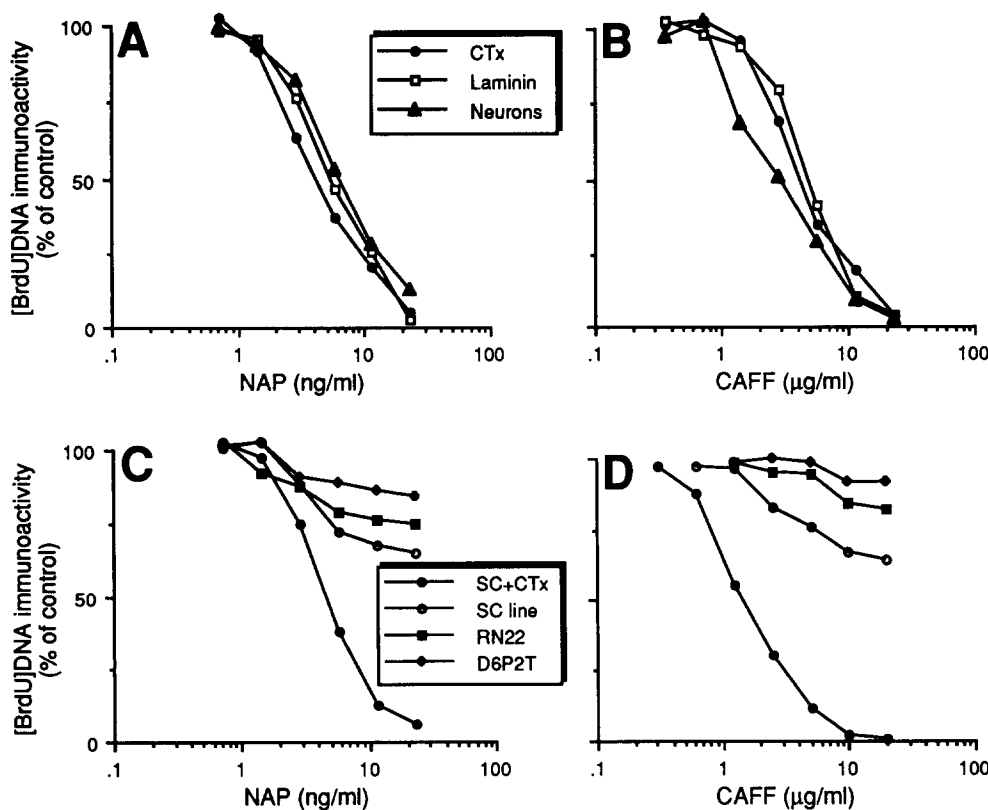 A
B
CTx
Laminin
Neurons
[BrdU]DNA immunoactivity
(% of control)
100
50
0
.1 1 10 100
NAP (ng/ml)
.1 1 10 100
CAFF (µg/ml)
C
D
SC+CTx
SC line
RN22
D6P2T
[BrdU]DNA immunoactivity
(% of control)
100
50
0
.1 1 10 100
NAP (ng/ml)
.1 1 10 100
CAFF (µg/ml)